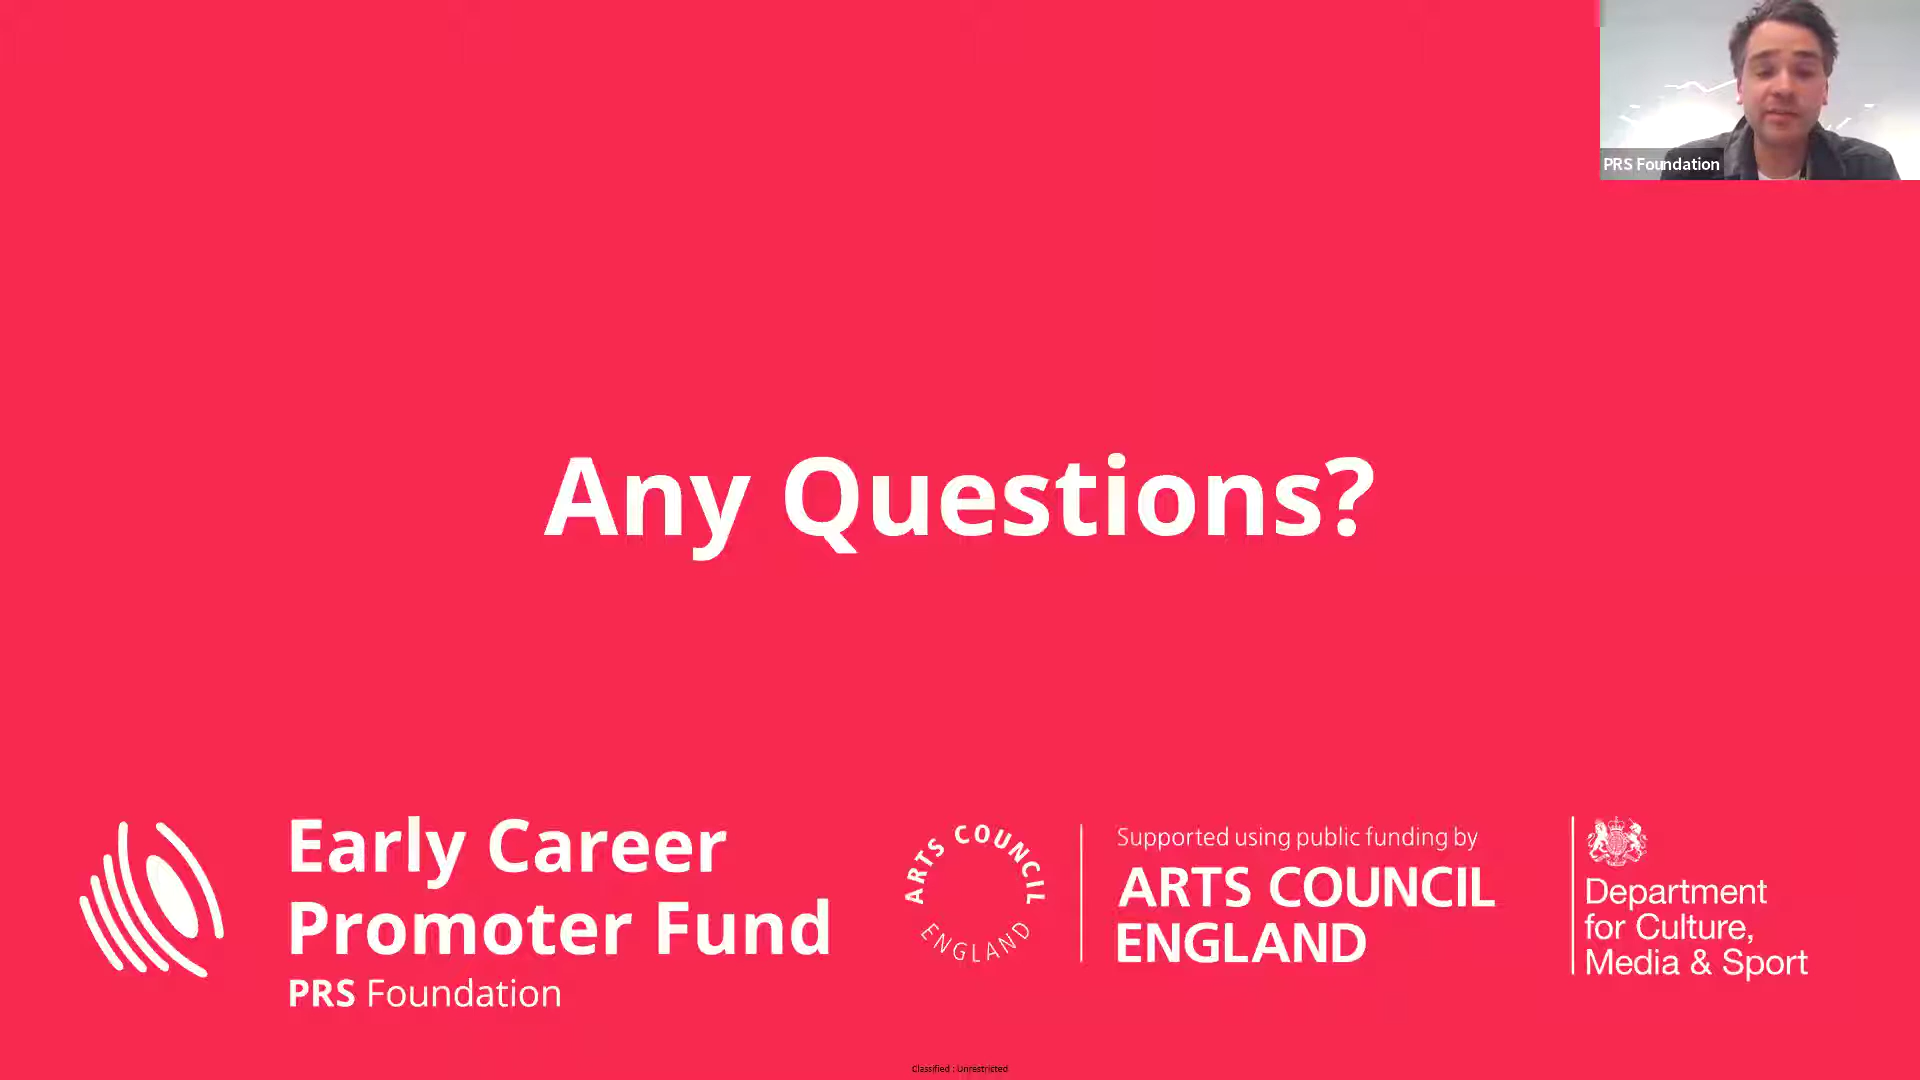 PRS Foundation
Any Questions?
Early Career
Promoter Fund
PRS Foundation
ARTS COUNCIL
ENGLAND
Supported using public funding by
ARTS COUNCIL
ENGLAND
Department
for Culture,
Media & Sport
Classified : Unrestricted